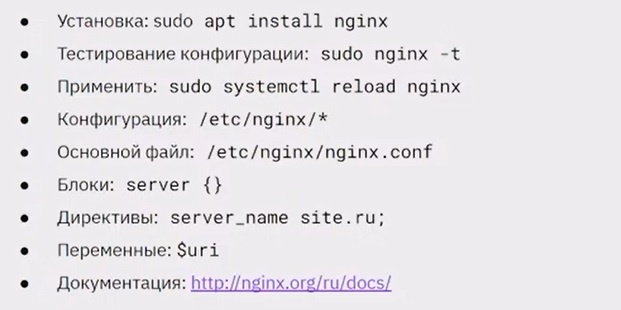 • Установка: sudo apt install nginx
• Тестирование конфигурации: sudo nginx -t
• Применить: sudo systemctl reload nginx
• Конфигурация: /etc/nginx/*
• Основной файл: /etc/nginx/nginx.conf
• Блоки: server {}
• Директивы: server_name site.ru;
• Переменные: $uri
• Документация: http://nginx.org/ru/docs/